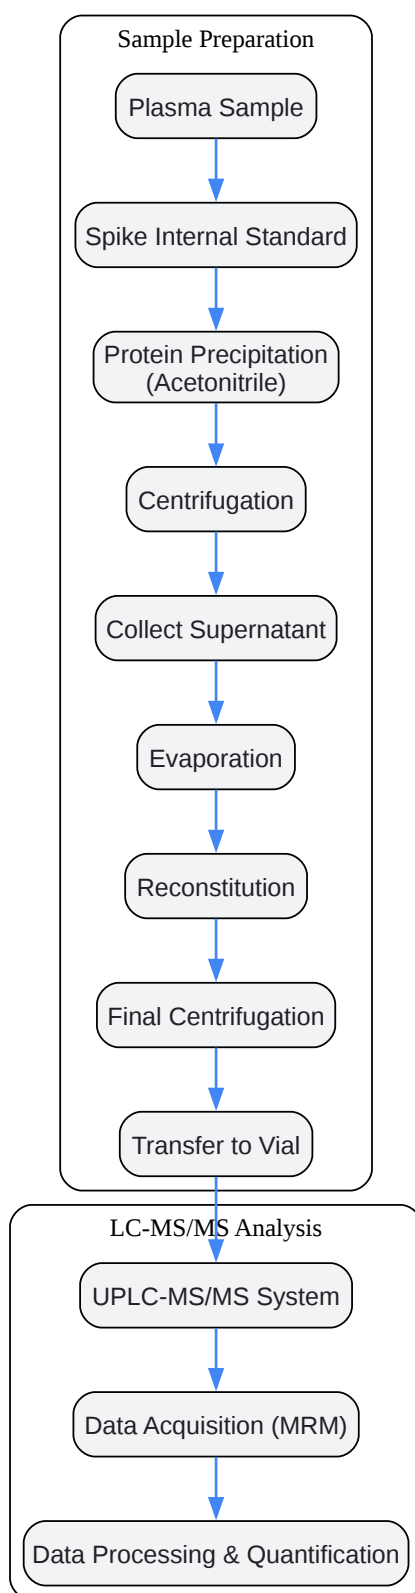 Sample Preparation
Plasma Sample
Spike Internal Standard
Protein Precipitation
(Acetonitrile)
Centrifugation
Collect Supernatant
Evaporation
Reconstitution
Final Centrifugation
Transfer to Vial
LC-MS/MS Analysis
UPLC-MS/MS System
Data Acquisition (MRM)
Data Processing & Quantification